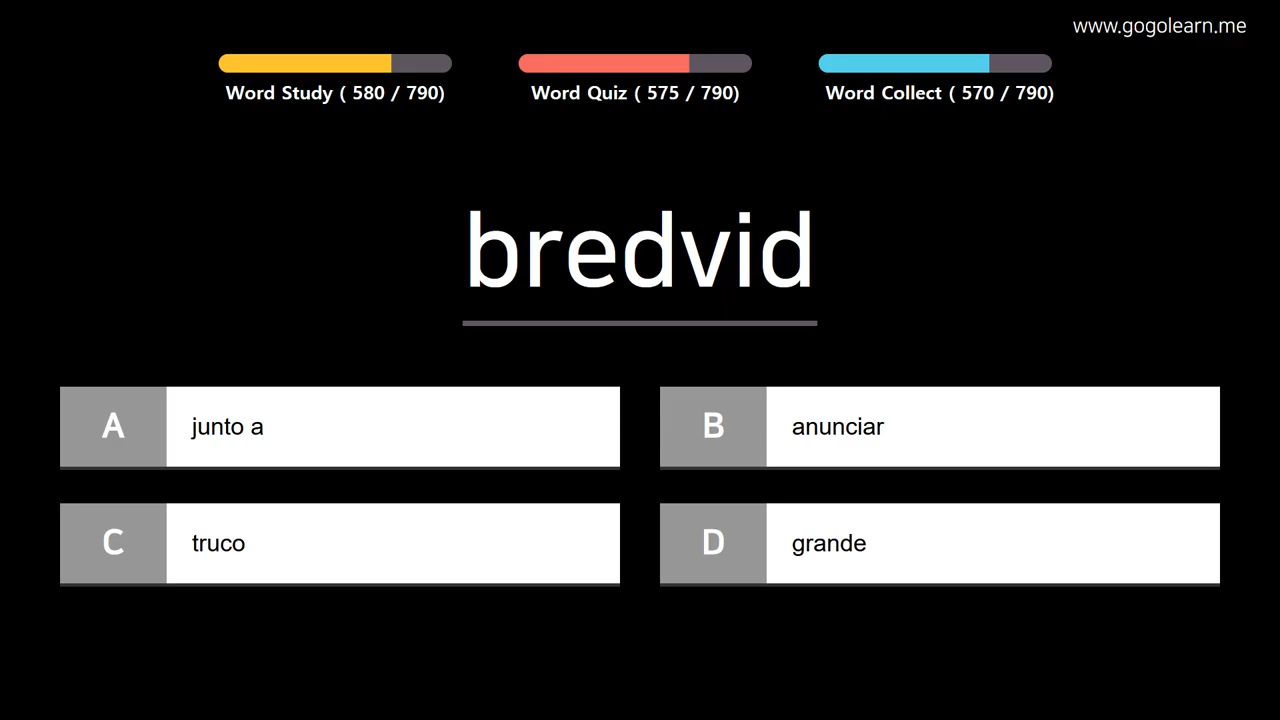 www.gogolearn.me
Word Study ( 580 / 790)
Word Quiz ( 575 / 790)
Word Collect ( 570 / 790)
bredvid
A junto a
B anunciar
C truco
D grande